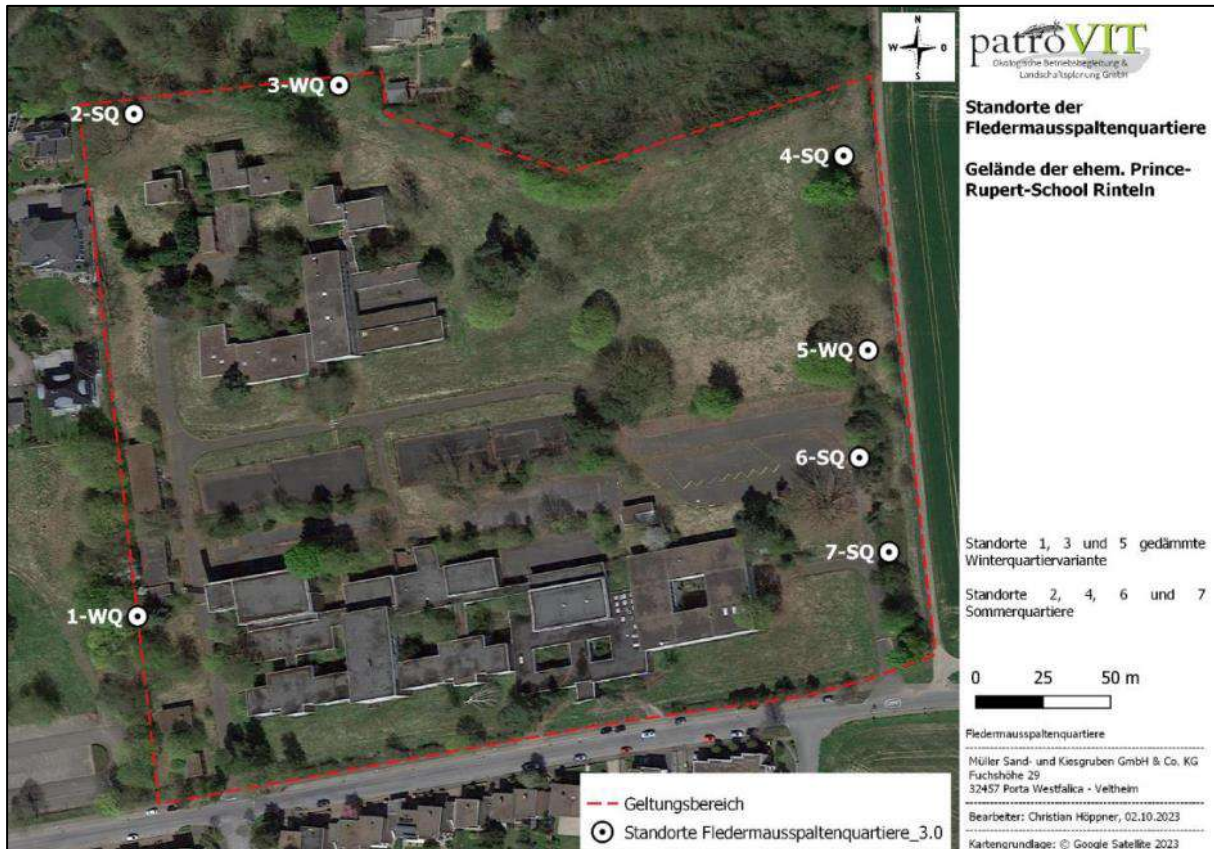 N
W O
S
patroVIT
Ökologische Betriebsbegleitung &
Landschaftsplanung GmbH
Standorte der
Fledermausspaltenquartiere
Gelände der ehem. Prince-
Rupert-School Rinteln
3-WQ
2-SQ
4-SQ
5-WQ
6-SQ
7-SQ
1-WQ
Standorte 1, 3 und 5 gedämmte
Winterquartiervariante
Standorte 2, 4, 6 und 7
Sommerquartiere
0 25 50 m
Fledermausspaltenquartiere
Müller Sand- und Kiesgruben GmbH & Co. KG
Fuchshöhe 29
32457 Porta Westfalica - Veltheim
Bearbeiter: Christian Höppner, 02.10.2023
Kartengrundlage: © Google Satellite 2023
Geltungsbereich
Standorte Fledermausspaltenquartiere_3.0